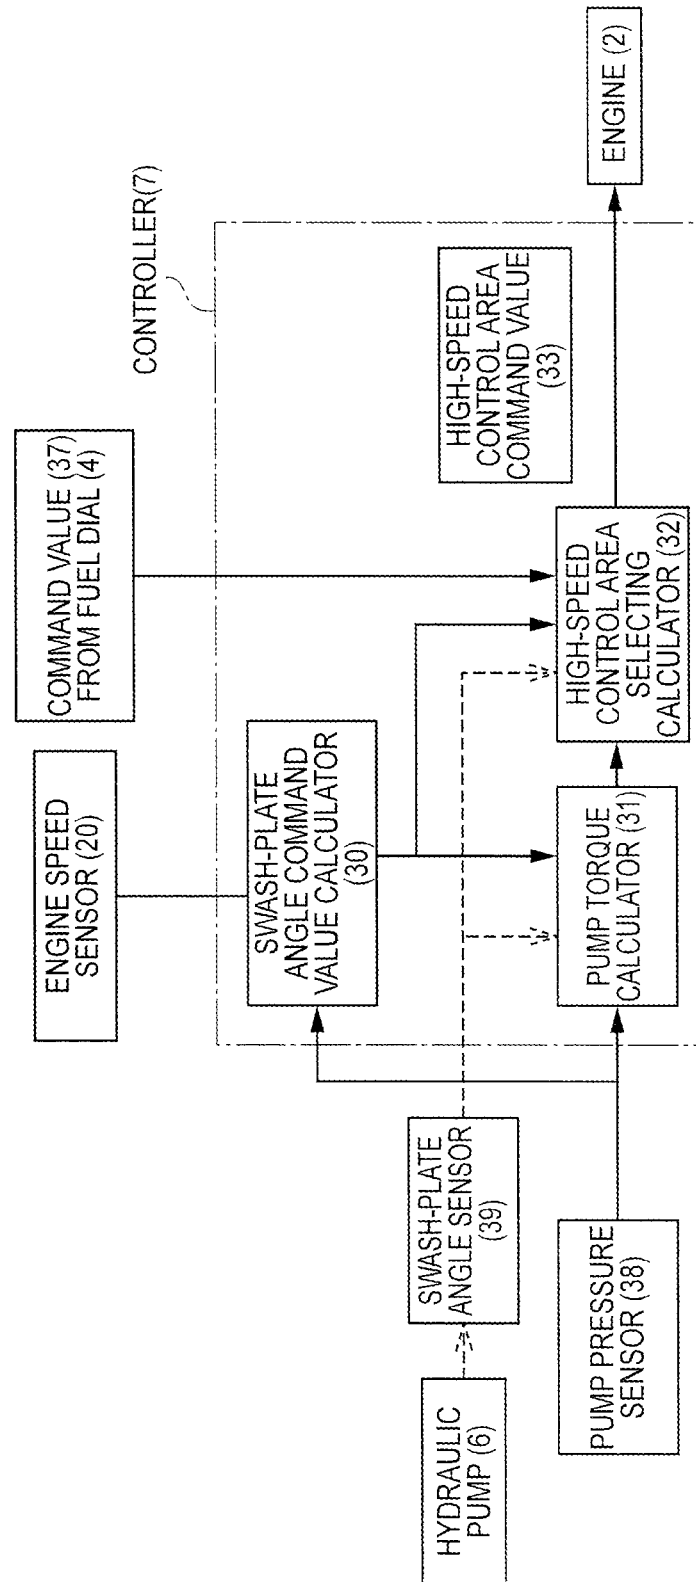 ENGINE SPEED
SENSOR (20)
COMMAND VALUE (37)
FROM FUEL DIAL (4)
CONTROLLER(7)
HYDRAULIC
PUMP (6)
SWASH-PLATE
ANGLE SENSOR
(39)
PUMP PRESSURE
SENSOR (38)
SWASH-PLATE
ANGLE COMMAND
VALUE CALCULATOR
(30)
PUMP TORQUE
CALCULATOR (31)
HIGH-SPEED
CONTROL AREA
SELECTING
CALCULATOR (32)
HIGH-SPEED
CONTROL AREA
COMMAND VALUE
(33)
ENGINE (2)